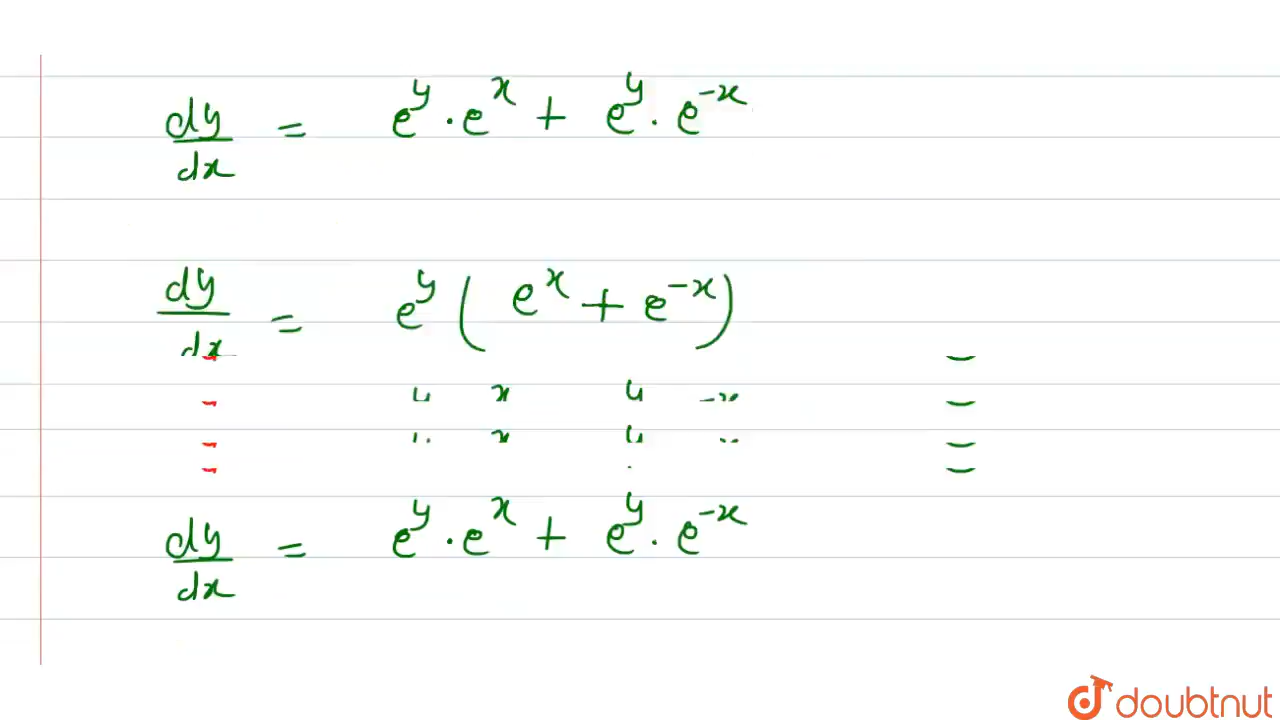 dy/dx = e^y · e^x + e^y · e^-x
dy/dx = e^y ( e^x + e^-x )
dy/dx = e^y · e^x + e^y · e^-x
doubtnut